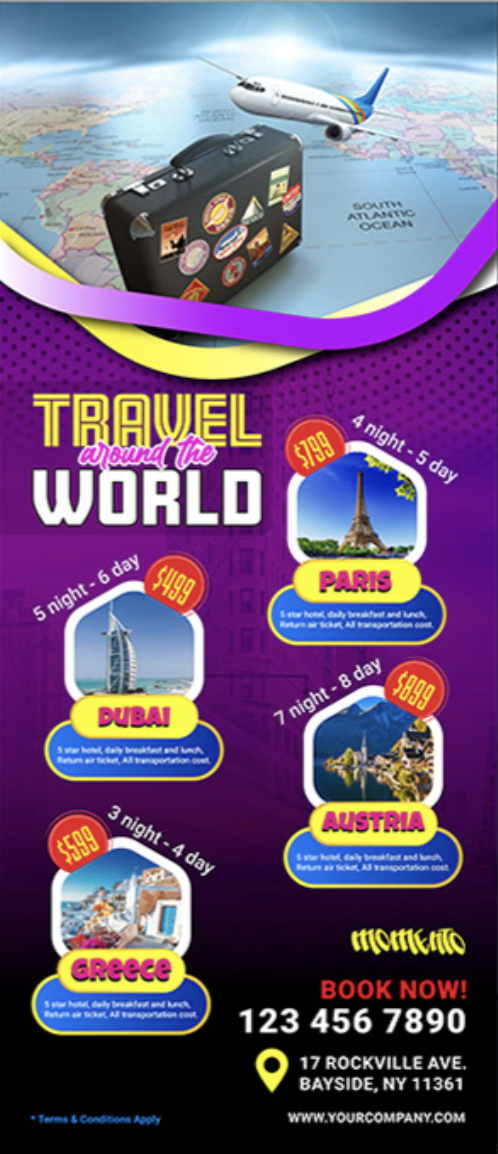 SOUTH
ATLANTIC
OCEAN
TRAVEL
around the
WORLD
$799
4 night - 5 day
PARIS
5 star hotel, daily breakfast and lunch,
Return air ticket, All transportation cost.
5 night - 6 day
$499
DUBAI
5 star hotel, daily breakfast and lunch,
Return air ticket, All transportation cost.
7 night - 8 day
$899
AUSTRIA
5 star hotel, daily breakfast and lunch,
Return air ticket, All transportation cost.
$599
3 night - 4 day
GReece
5 star hotel, daily breakfast and lunch,
Return air ticket, All transportation cost.
momento
BOOK NOW!
123 456 7890
17 ROCKVILLE AVE.
BAYSIDE, NY 11361
* Terms & Conditions Apply
WWW.YOURCOMPANY.COM